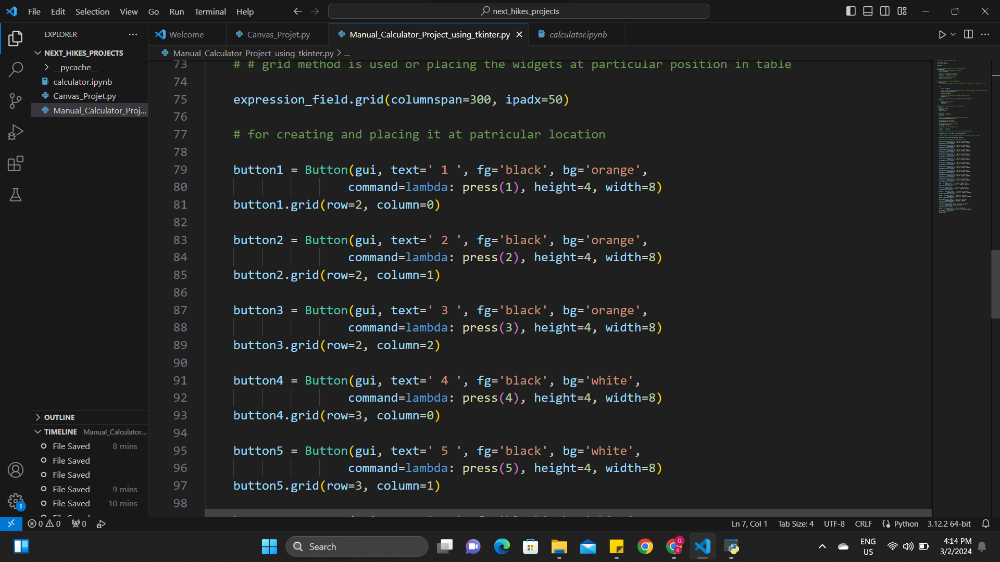 File Edit Selection View Go Run Terminal Help
next_hikes_projects
EXPLORER
Welcome
Canvas_Projet.py
Manual_Calculator_Project_using_tkinter.py
calculator.ipynb
NEXT_HIKES_PROJECTS
__pycache__
calculator.ipynb
Canvas_Projet.py
Manual_Calculator_Proj...
OUTLINE
TIMELINE Manual_Calculator...
File Saved 8 mins
File Saved
File Saved
File Saved 9 mins
File Saved 10 mins
Manual_Calculator_Project_using_tkinter.py > ...
73 # # grid method is used or placing the widgets at particular position in table
74
75 expression_field.grid(columnspan=300, ipadx=50)
76
77 # for creating and placing it at patricular location
78
79 button1 = Button(gui, text=' 1 ', fg='black', bg='orange',
80 command=lambda: press(1), height=4, width=8)
81 button1.grid(row=2, column=0)
82
83 button2 = Button(gui, text=' 2 ', fg='black', bg='orange',
84 command=lambda: press(2), height=4, width=8)
85 button2.grid(row=2, column=1)
86
87 button3 = Button(gui, text=' 3 ', fg='black', bg='orange',
88 command=lambda: press(3), height=4, width=8)
89 button3.grid(row=2, column=2)
90
91 button4 = Button(gui, text=' 4 ', fg='black', bg='white',
92 command=lambda: press(4), height=4, width=8)
93 button4.grid(row=3, column=0)
94
95 button5 = Button(gui, text=' 5 ', fg='black', bg='white',
96 command=lambda: press(5), height=4, width=8)
97 button5.grid(row=3, column=1)
98
1
0 0 0
Ln 7, Col 1 Tab Size: 4 UTF-8 CRLF Python 3.12.2 64-bit
Search
G
G
ENG
US
4:14 PM
3/2/2024